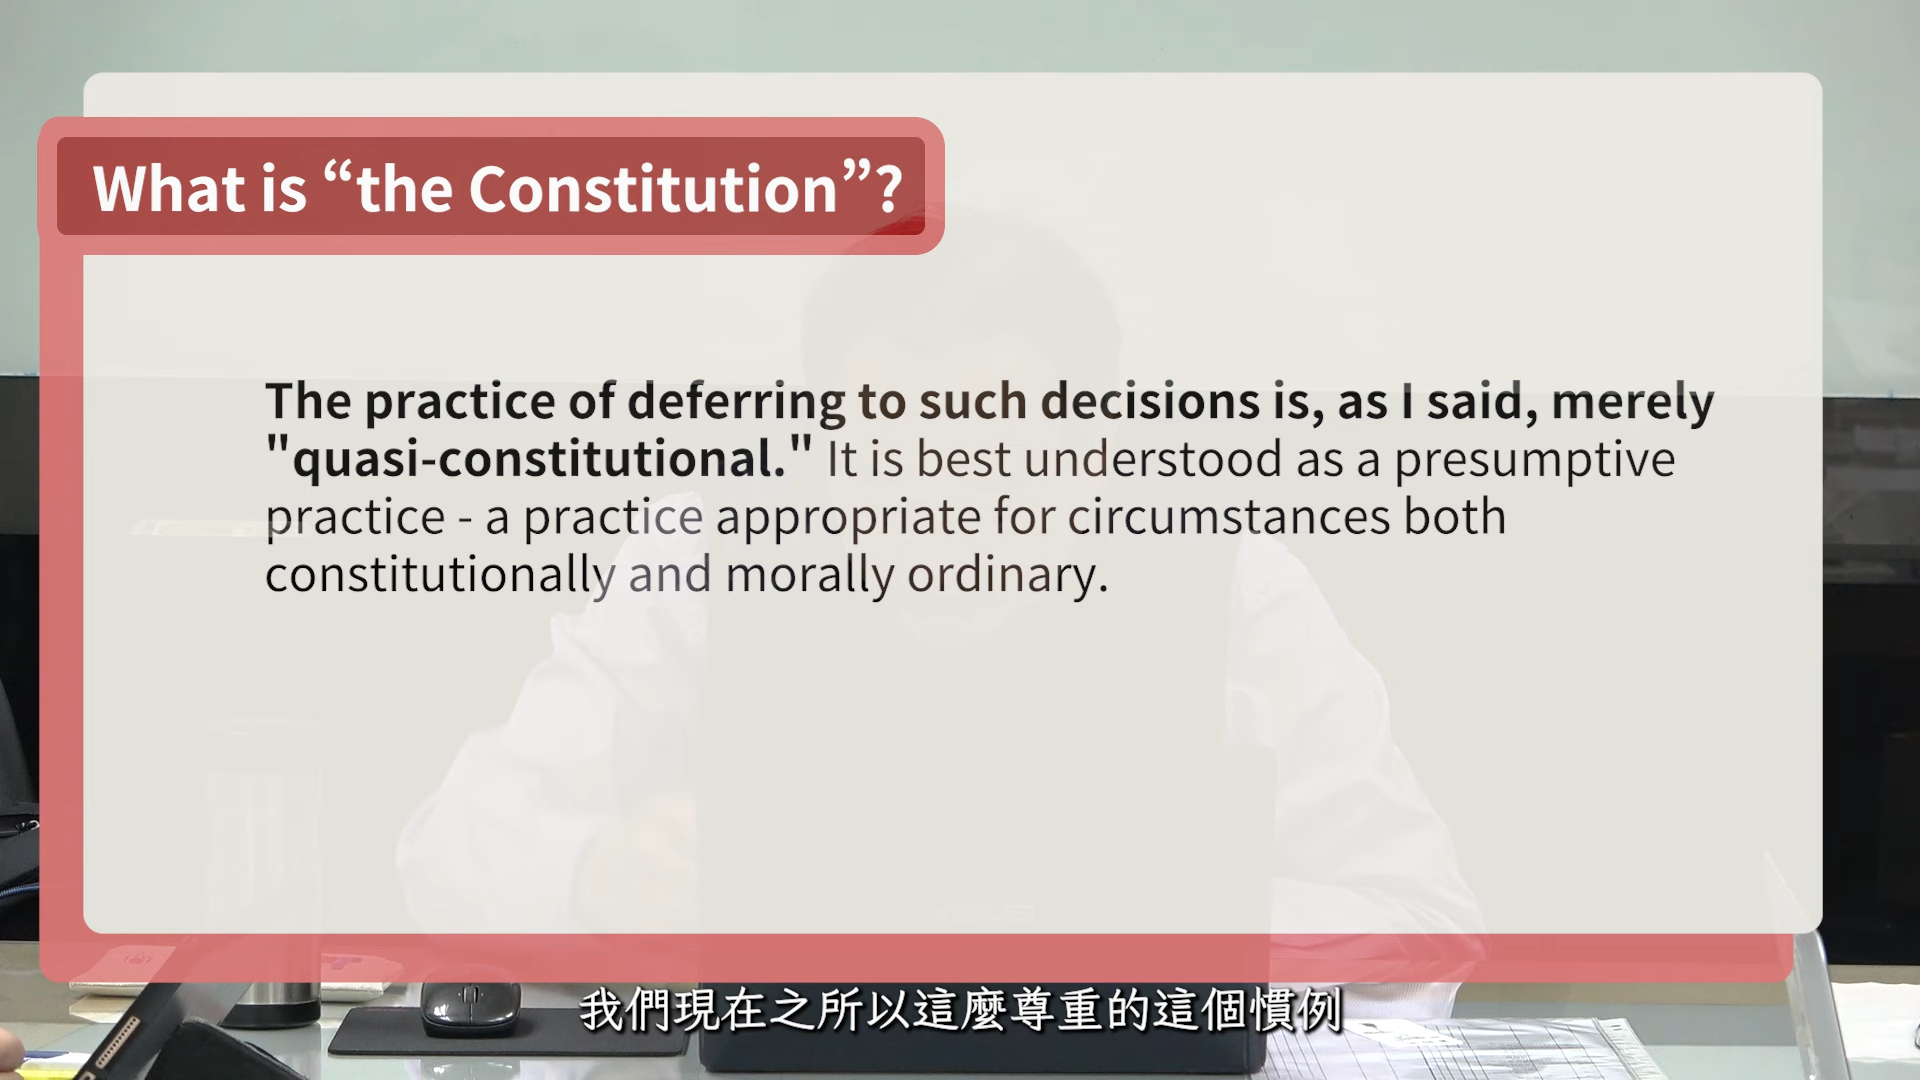 What is “the Constitution”?
The practice of deferring to such decisions is, as I said, merely
"quasi-constitutional." It is best understood as a presumptive
practice - a practice appropriate for circumstances both
constitutionally and morally ordinary.
我們現在之所以這麼尊重的這個慣例